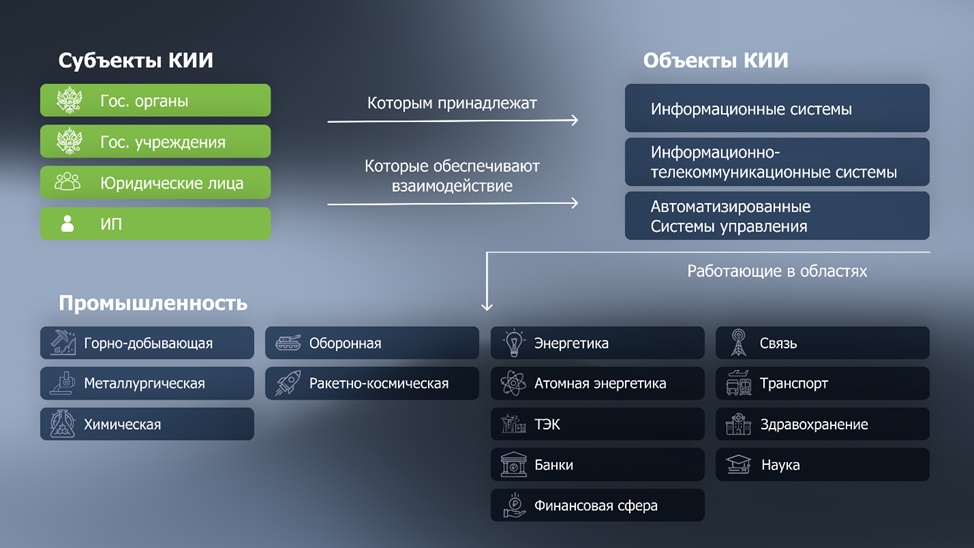 Субъекты КИИ
Гос. органы
Гос. учреждения
Юридические лица
ИП
Которым принадлежат
Которые обеспечивают
взаимодействие
Объекты КИИ
Информационные системы
Информационно-
телекоммуникационные системы
Автоматизированные
Системы управления
Работающие в областях
Промышленность
Горно-добывающая
Металлургическая
Химическая
Оборонная
Ракетно-космическая
Энергетика
Атомная энергетика
ТЭК
Банки
Финансовая сфера
Связь
Транспорт
Здравохранение
Наука